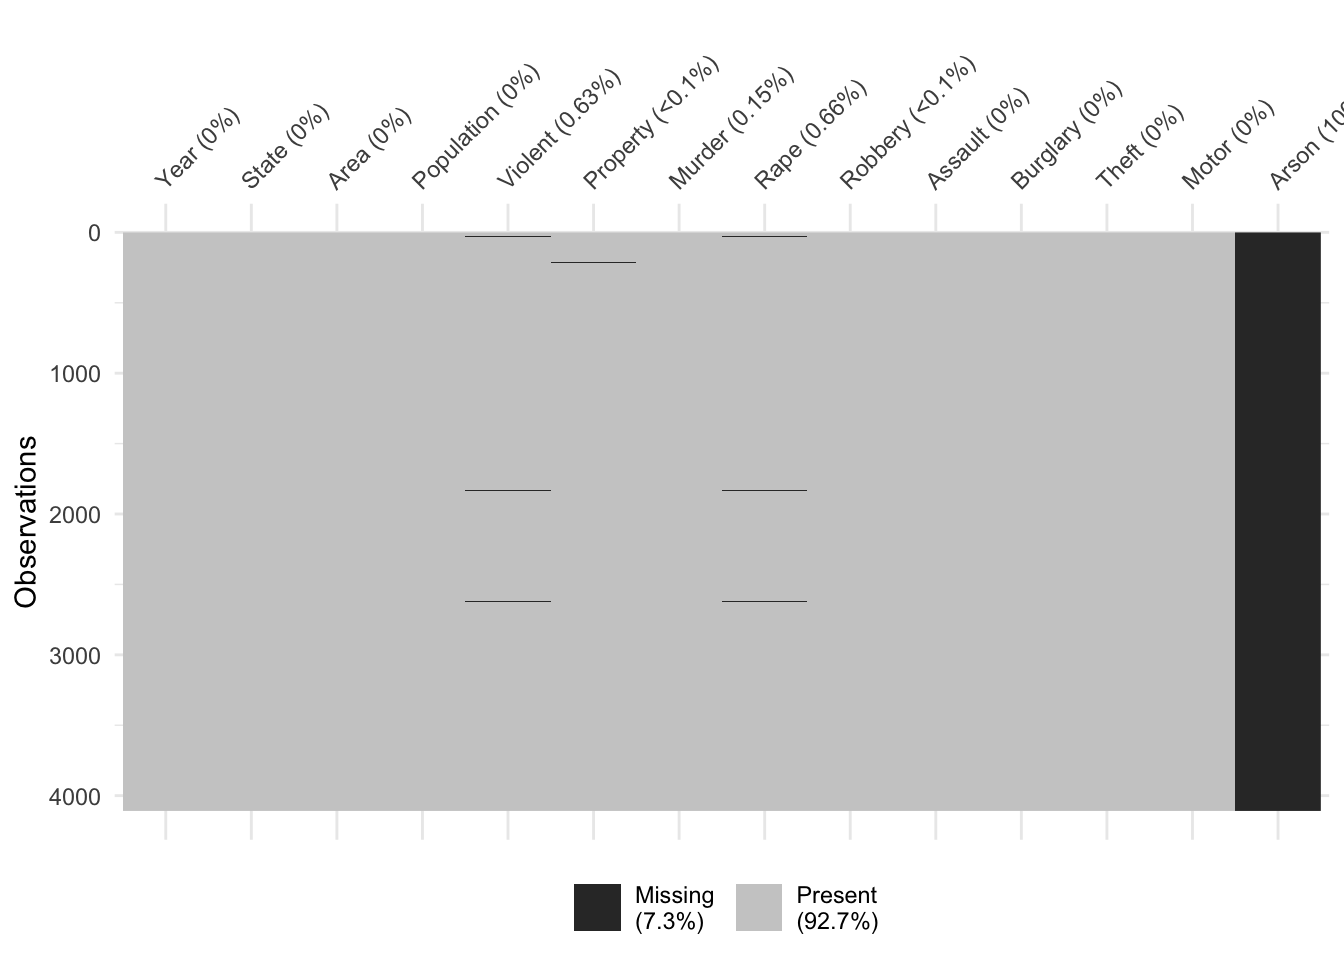 Year (0%)
State (0%)
Area (0%)
Population (0%)
Violent (0.63%)
Property (<0.1%)
Murder (0.15%)
Rape (0.66%)
Robbery (<0.1%)
Assault (0%)
Burglary (0%)
Theft (0%)
Motor (0%)
Arson (10
0
1000
2000
3000
4000
Observations
Missing
(7.3%)
Present
(92.7%)